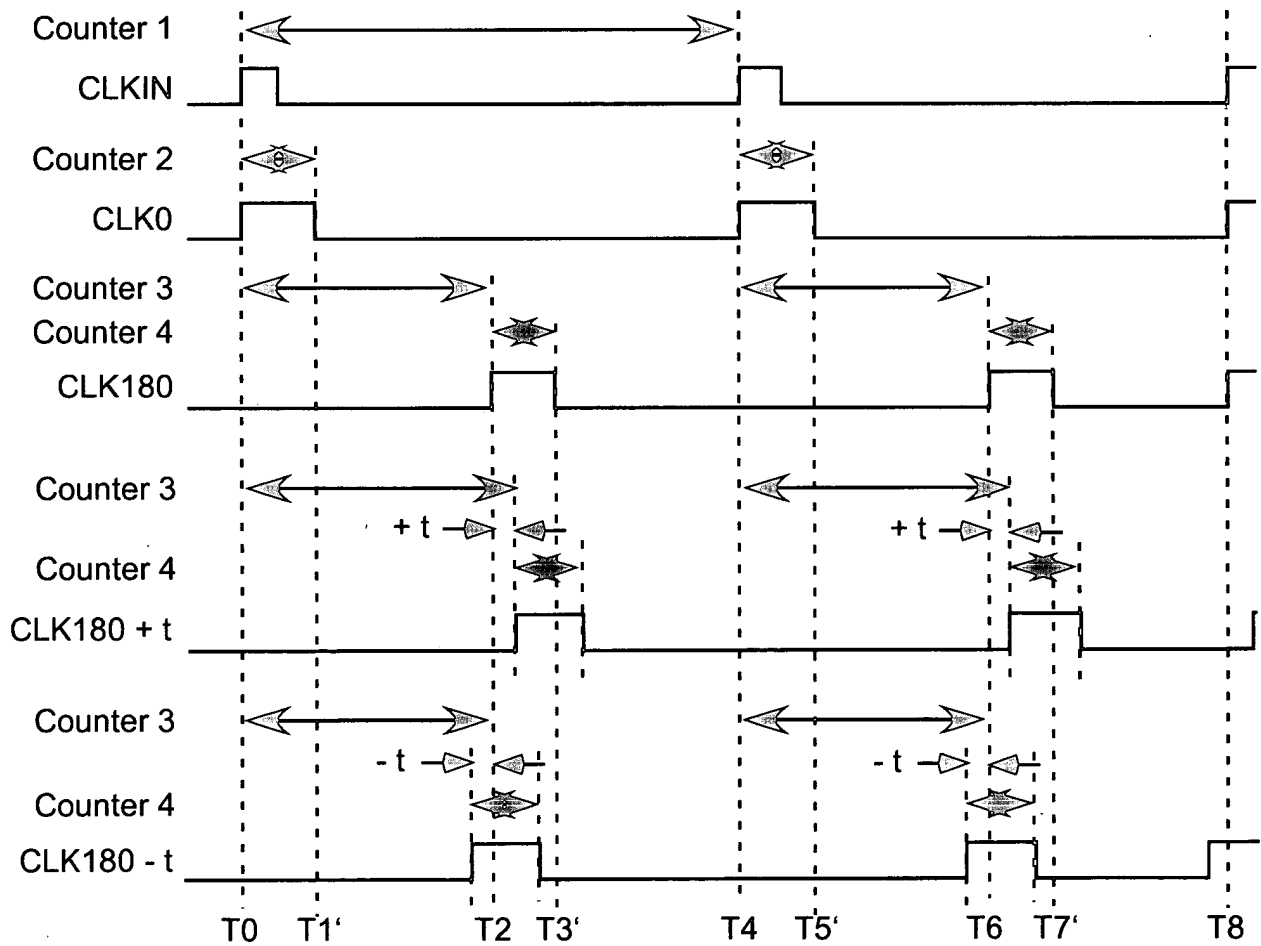 Counter 1
CLKIN
Counter 2
CLK0
Counter 3
Counter 4
CLK180
Counter 3
+ t + t
Counter 4
CLK180 + t
Counter 3
- t - t
Counter 4
CLK180 - t
T0 T1‘ T2 T3‘ T4 T5‘ T6 T7‘ T8